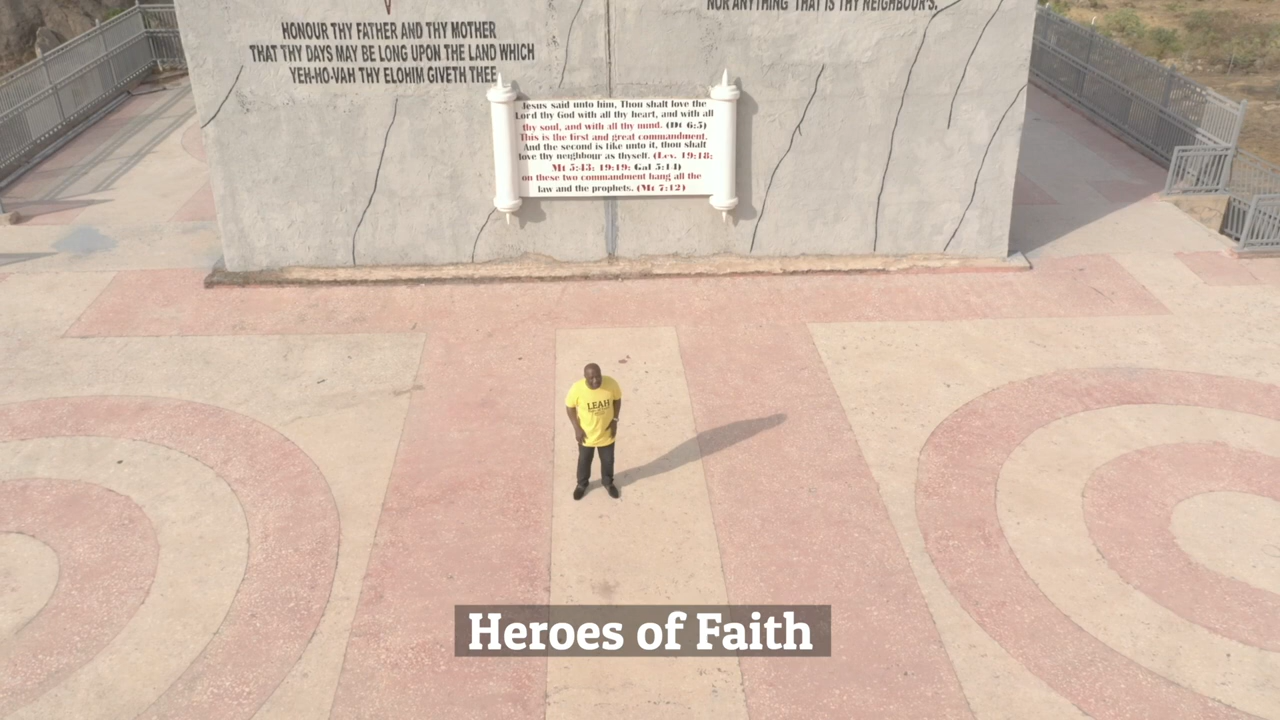 NOR ANYTHING THAT IS THY NEIGHBOUR'S.
HONOUR THY FATHER AND THY MOTHER
THAT THY DAYS MAY BE LONG UPON THE LAND WHICH
YEH-HO-VAH THY ELOHIM GIVETH THEE
Jesus said unto him, Thou shalt love the
Lord thy God with all thy heart, and with all
thy soul, and with all thy mind. (Dt 6:5)
This is the first and great commandment.
And the second is like unto it, thou shalt
love thy neighbour as thyself. (Lev. 19:18;
Mt 5:43; 19:19; Gal 5:14)
on these two commandment hang all the
law and the prophets. (Mt 7:12)
LEAH
Heroes of Faith